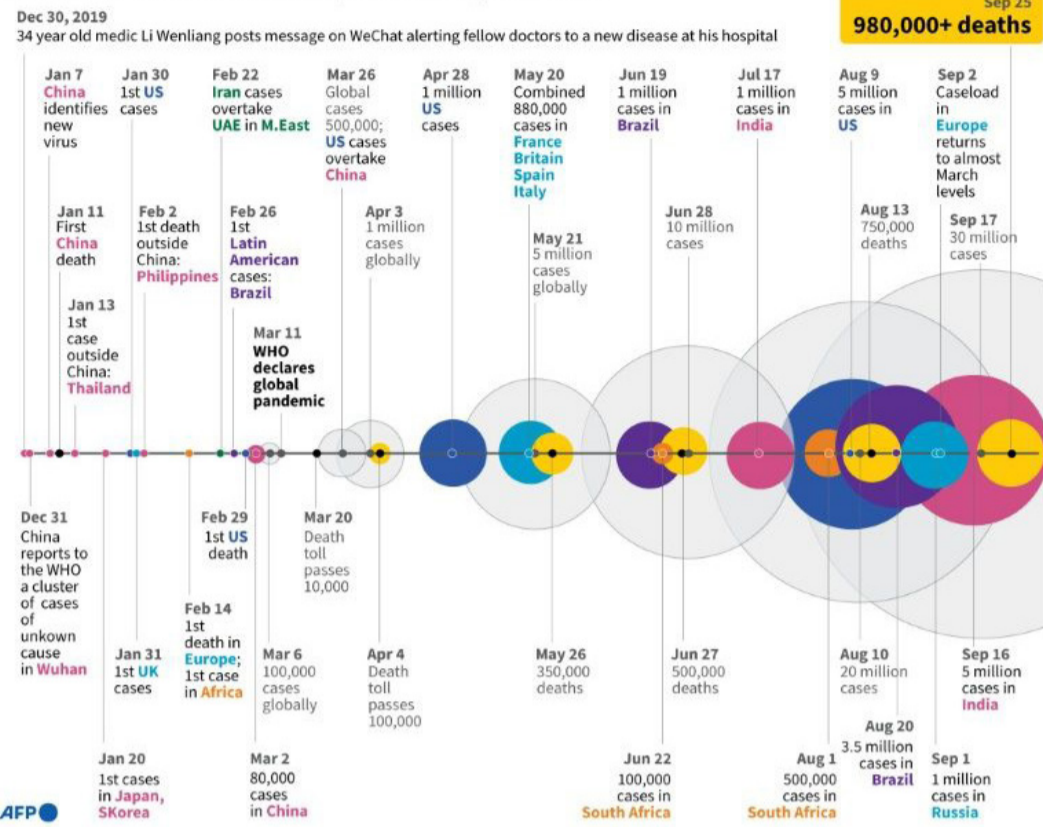 Dec 30, 2019
34 year old medic Li Wenliang posts message on WeChat alerting fellow doctors to a new disease at his hospital
Sep 25
980,000+ deaths
Jan 7
China
identifies
new
virus
Jan 30
1st US
cases
Feb 22
Iran cases
overtake
UAE in M.East
Mar 26
Global
cases
500,000;
US cases
overtake
China
Apr 28
1 million
US
cases
May 20
Combined
880,000
cases in
France
Britain
Spain
Italy
Jun 19
1 million
cases in
Brazil
Jul 17
1 million
cases in
India
Aug 9
5 million
cases in
US
Sep 2
Caseload
in
Europe
returns
to almost
March
levels
Jan 11
First
China
death
Feb 2
1st death
outside
China:
Philippines
Feb 26
1st
Latin
American
cases:
Brazil
Apr 3
1 million
cases
globally
May 21
5 million
cases
globally
Jun 28
10 million
cases
Aug 13
750,000
deaths
Sep 17
30 million
cases
Jan 13
1st
case
outside
China:
Thailand
Mar 11
WHO
declares
global
pandemic
Dec 31
China
reports to
the WHO
a cluster
of cases
of
unkown
cause
in Wuhan
Feb 29
1st US
death
Mar 20
Death
toll
passes
10,000
Feb 14
1st
death in
Europe;
1st case
in Africa
Jan 31
1st UK
cases
Mar 6
100,000
cases
globally
Apr 4
Death
toll
passes
100,000
May 26
350,000
deaths
Jun 27
500,000
deaths
Aug 10
20 million
cases
Sep 16
5 million
cases in
India
Jan 20
1st cases
in Japan,
SKorea
Mar 2
80,000
cases
in China
Jun 22
100,000
cases in
South Africa
Aug 1
500,000
cases in
South Africa
Aug 20
3.5 million
cases in
Brazil
Sep 1
1 million
cases in
Russia
AFP